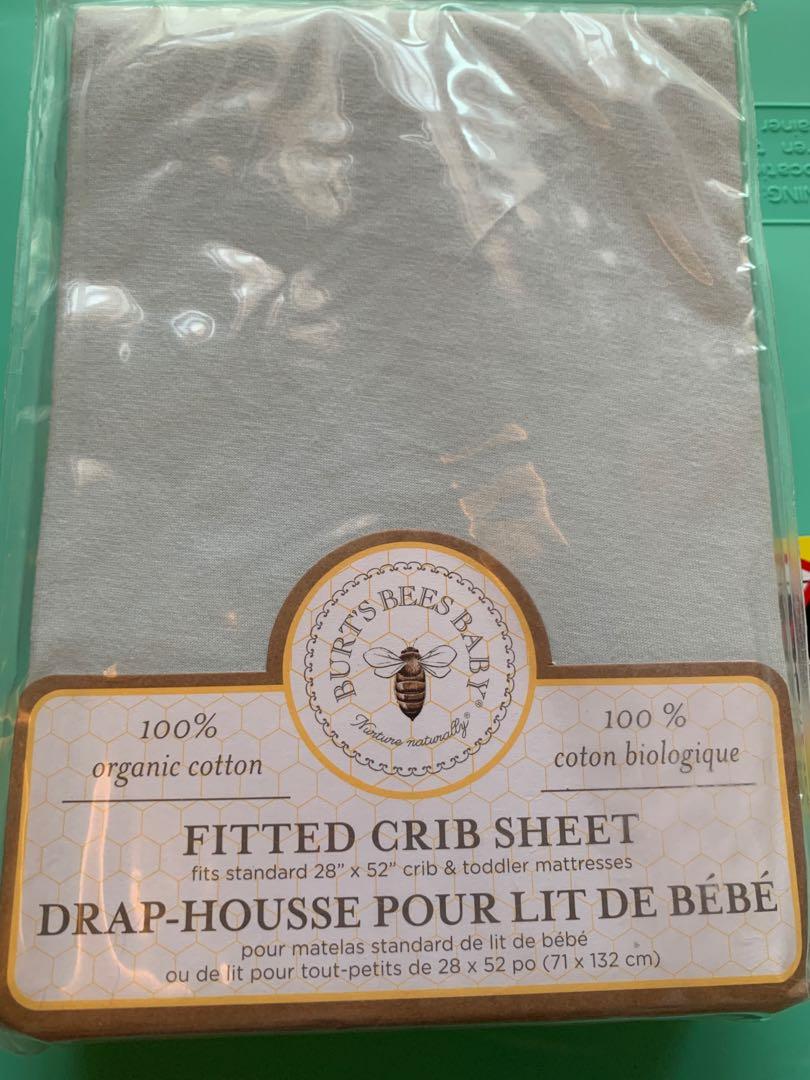 BURT'S BEES BABY®
Nurture naturally®
100%
organic cotton
100 %
coton biologique
FITTED CRIB SHEET
fits standard 28" x 52" crib & toddler mattresses
DRAP-HOUSSE POUR LIT DE BÉBÉ
pour matelas standard de lit de bébé
ou de lit pour tout-petits de 28 x 52 po (71 x 132 cm)